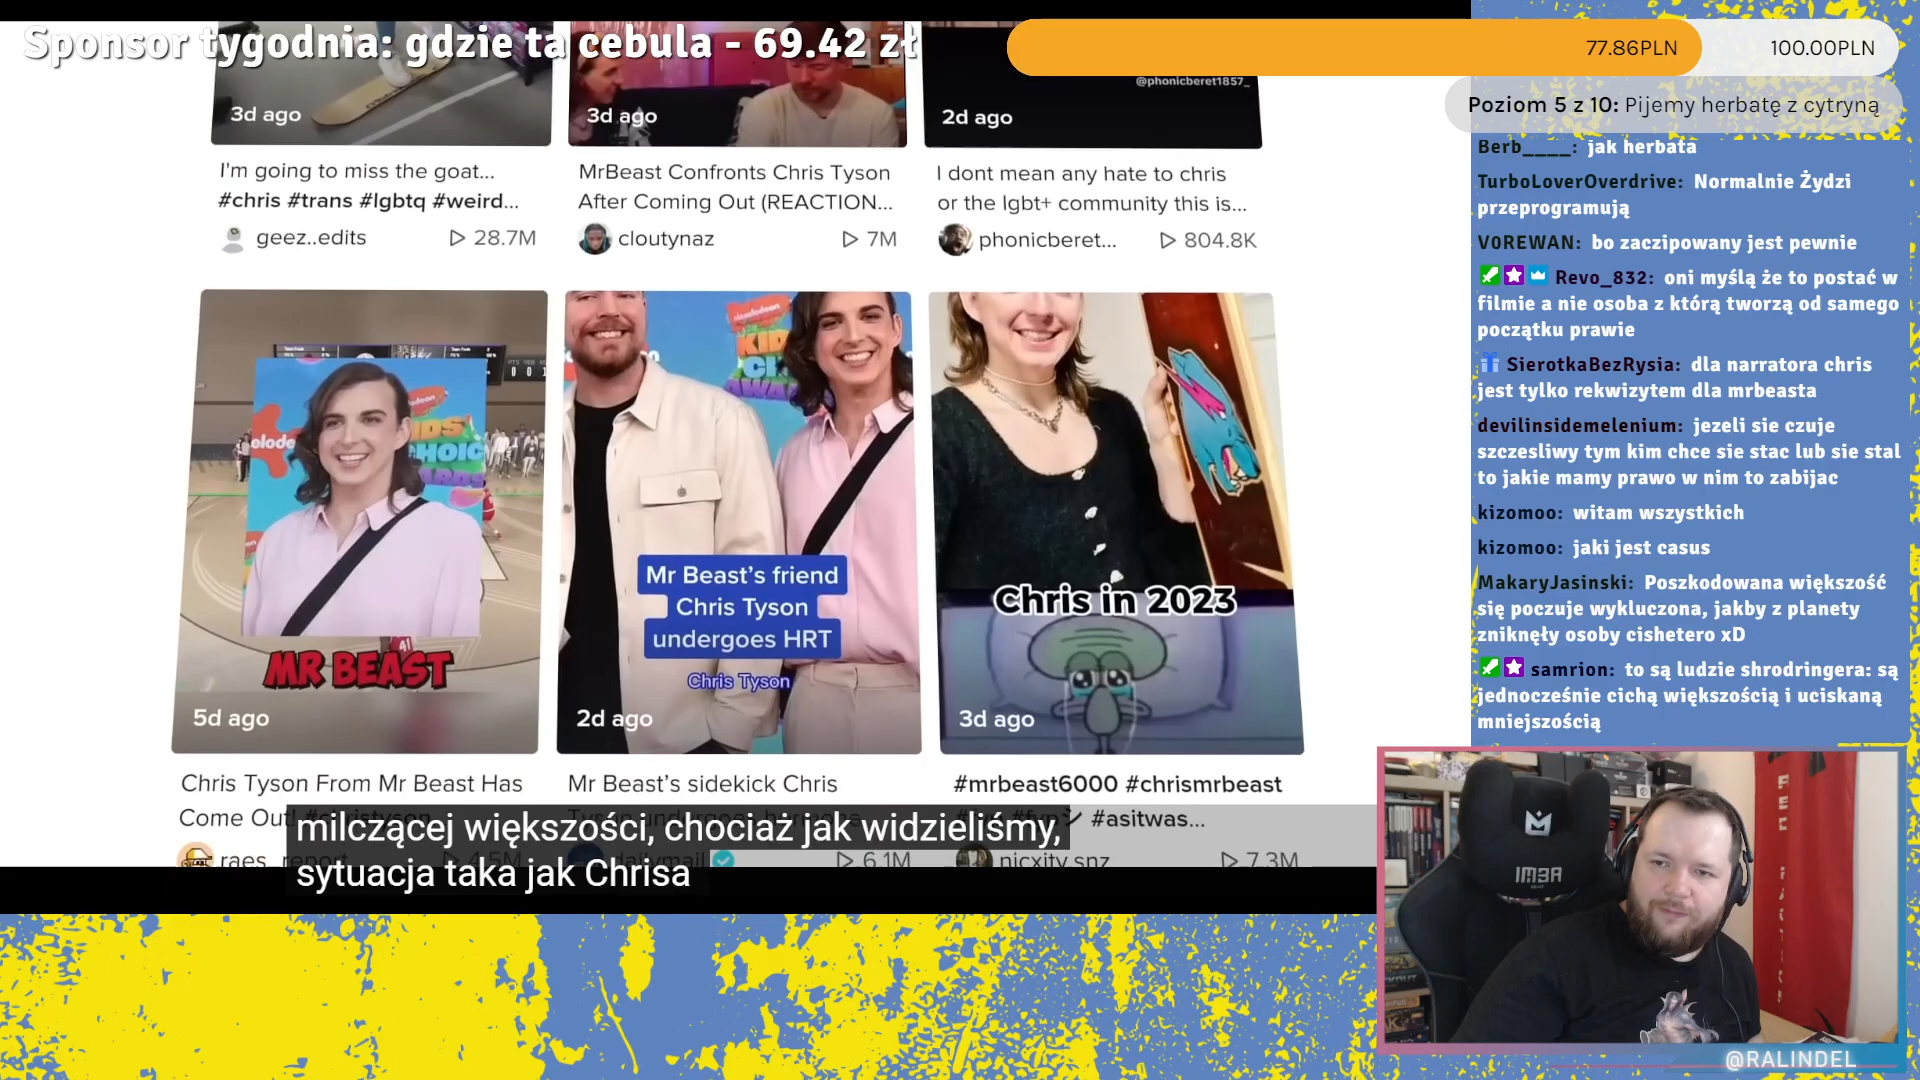 Sponsor tygodnia: gdzie ta cebula - 69.42 zł
77.86PLN
100.00PLN
Poziom 5 z 10: Pijemy herbatę z cytryną
@phonicberet1857_
3d ago
3d ago
2d ago
I'm going to miss the goat...
#chris #trans #lgbtq #weird...
geez..edits
28.7M
MrBeast Confronts Chris Tyson
After Coming Out (REACTION...
cloutynaz
7M
I dont mean any hate to chris
or the lgbt+ community this is...
phonicberet...
804.8K
MR BEAST
5d ago
nickelodeon
Mr Beast's friend
Chris Tyson
undergoes HRT
Chris Tyson
2d ago
Chris in 2023
3d ago
Chris Tyson From Mr Beast Has
Come Out!
raes_report
4.5M
Mr Beast's sidekick Chris
dailymail
6.1M
#mrbeast6000 #chrismrbeast
#asitwas...
nicxity.snz
7.3M
milczącej większości, chociaż jak widzieliśmy,
sytuacja taka jak Chrisa
Berb____: jak herbata
TurboLoverOverdrive: Normalnie Żydzi
przeprogramują
V0REWAN: bo zaczipowany jest pewnie
Revo_832: oni myślą że to postać w
filmie a nie osoba z którą tworzą od samego
początku prawie
SierotkaBezRysia: dla narratora chris
jest tylko rekwizytem dla mrbeasta
devilinsidemelenium: jezeli sie czuje
szczesliwy tym kim chce sie stac lub sie stal
to jakie mamy prawo w nim to zabijac
kizomoo: witam wszystkich
kizomoo: jaki jest casus
MakaryJasinski: Poszkodowana większość
się poczuje wykluczona, jakby z planety
zniknęły osoby cishetero xD
samrion: to są ludzie shrodringera: są
jednocześnie cichą większością i uciskaną
mniejszością
IM3A
@RALINDEL